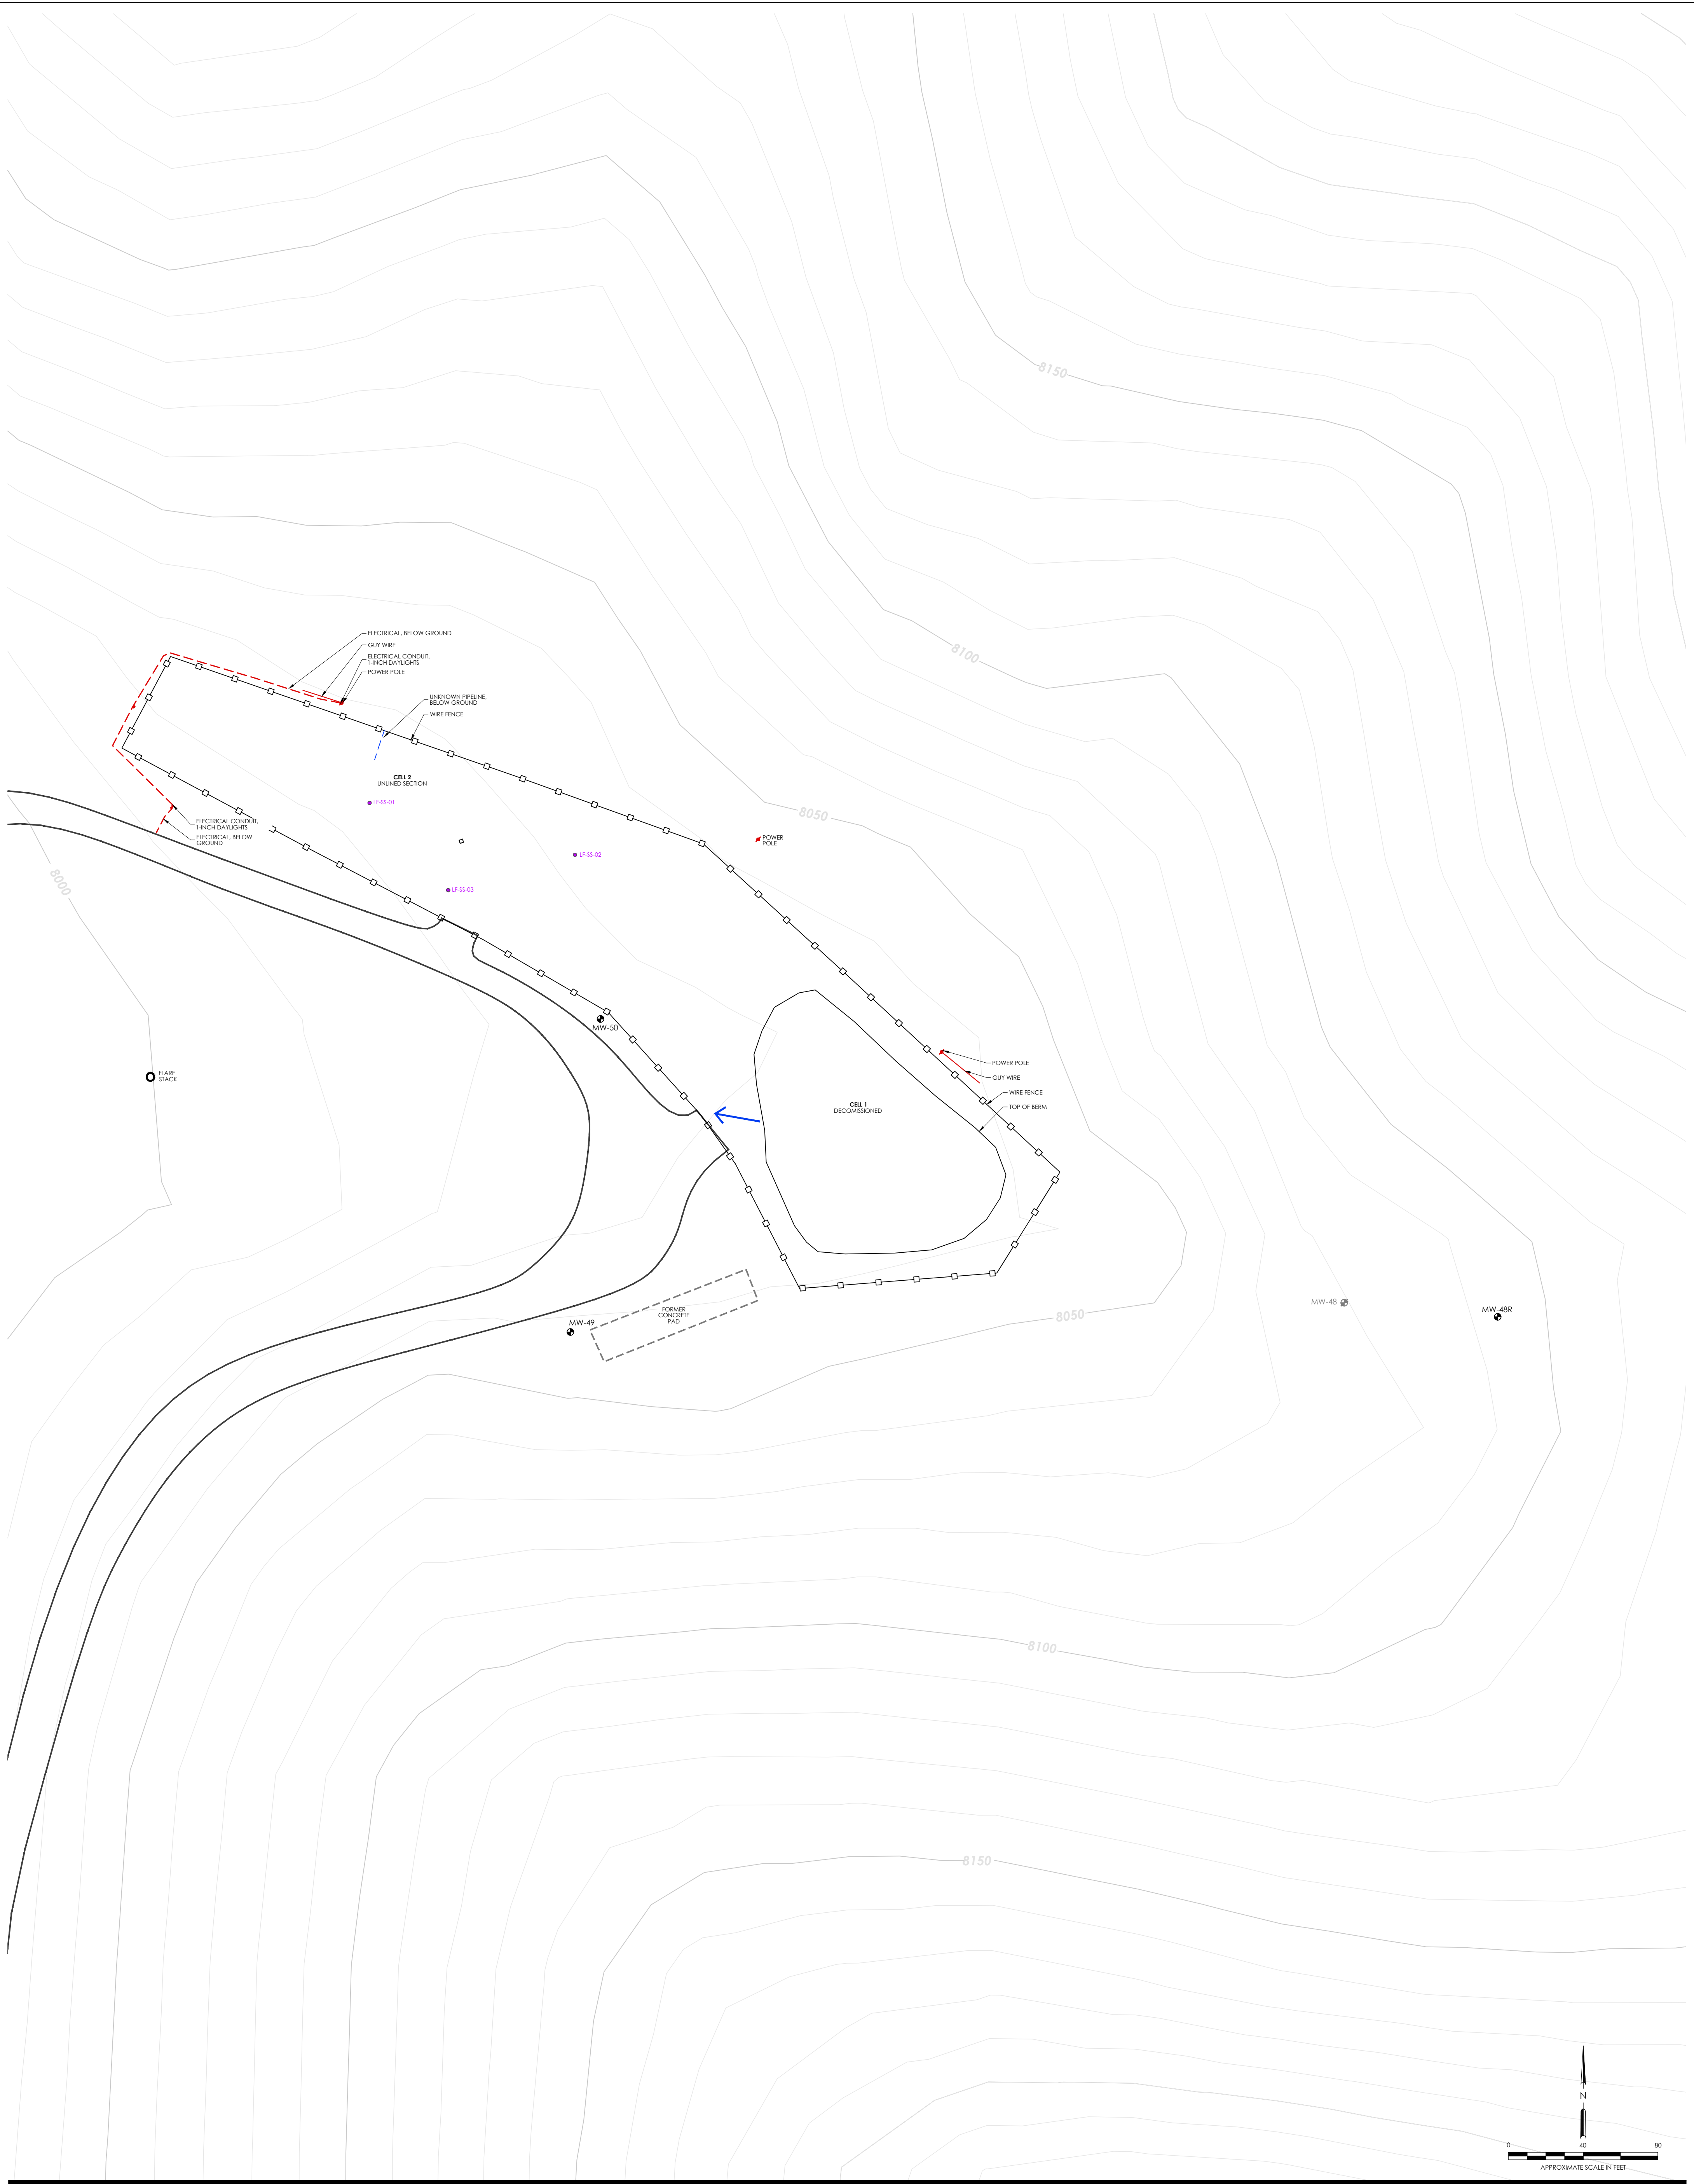 8150
ELECTRICAL, BELOW GROUND
GUY WIRE
ELECTRICAL CONDUIT,
1-INCH DAYLIGHTS
POWER POLE
8100
UNKNOWN PIPELINE,
BELOW GROUND
WIRE FENCE
CELL 2
UNLINED SECTION
LF-SS-01
8050
ELECTRICAL CONDUIT,
1-INCH DAYLIGHTS
ELECTRICAL, BELOW
GROUND
POWER
POLE
LF-SS-02
8000
LF-SS-03
MW-50
FLARE
STACK
POWER POLE
GUY WIRE
WIRE FENCE
TOP OF BERM
CELL 1
DECOMISSIONED
MW-48
MW-48R
FORMER
CONCRETE
PAD
8050
MW-49
8100
8150
N
0
40
80
APPROXIMATE SCALE IN FEET